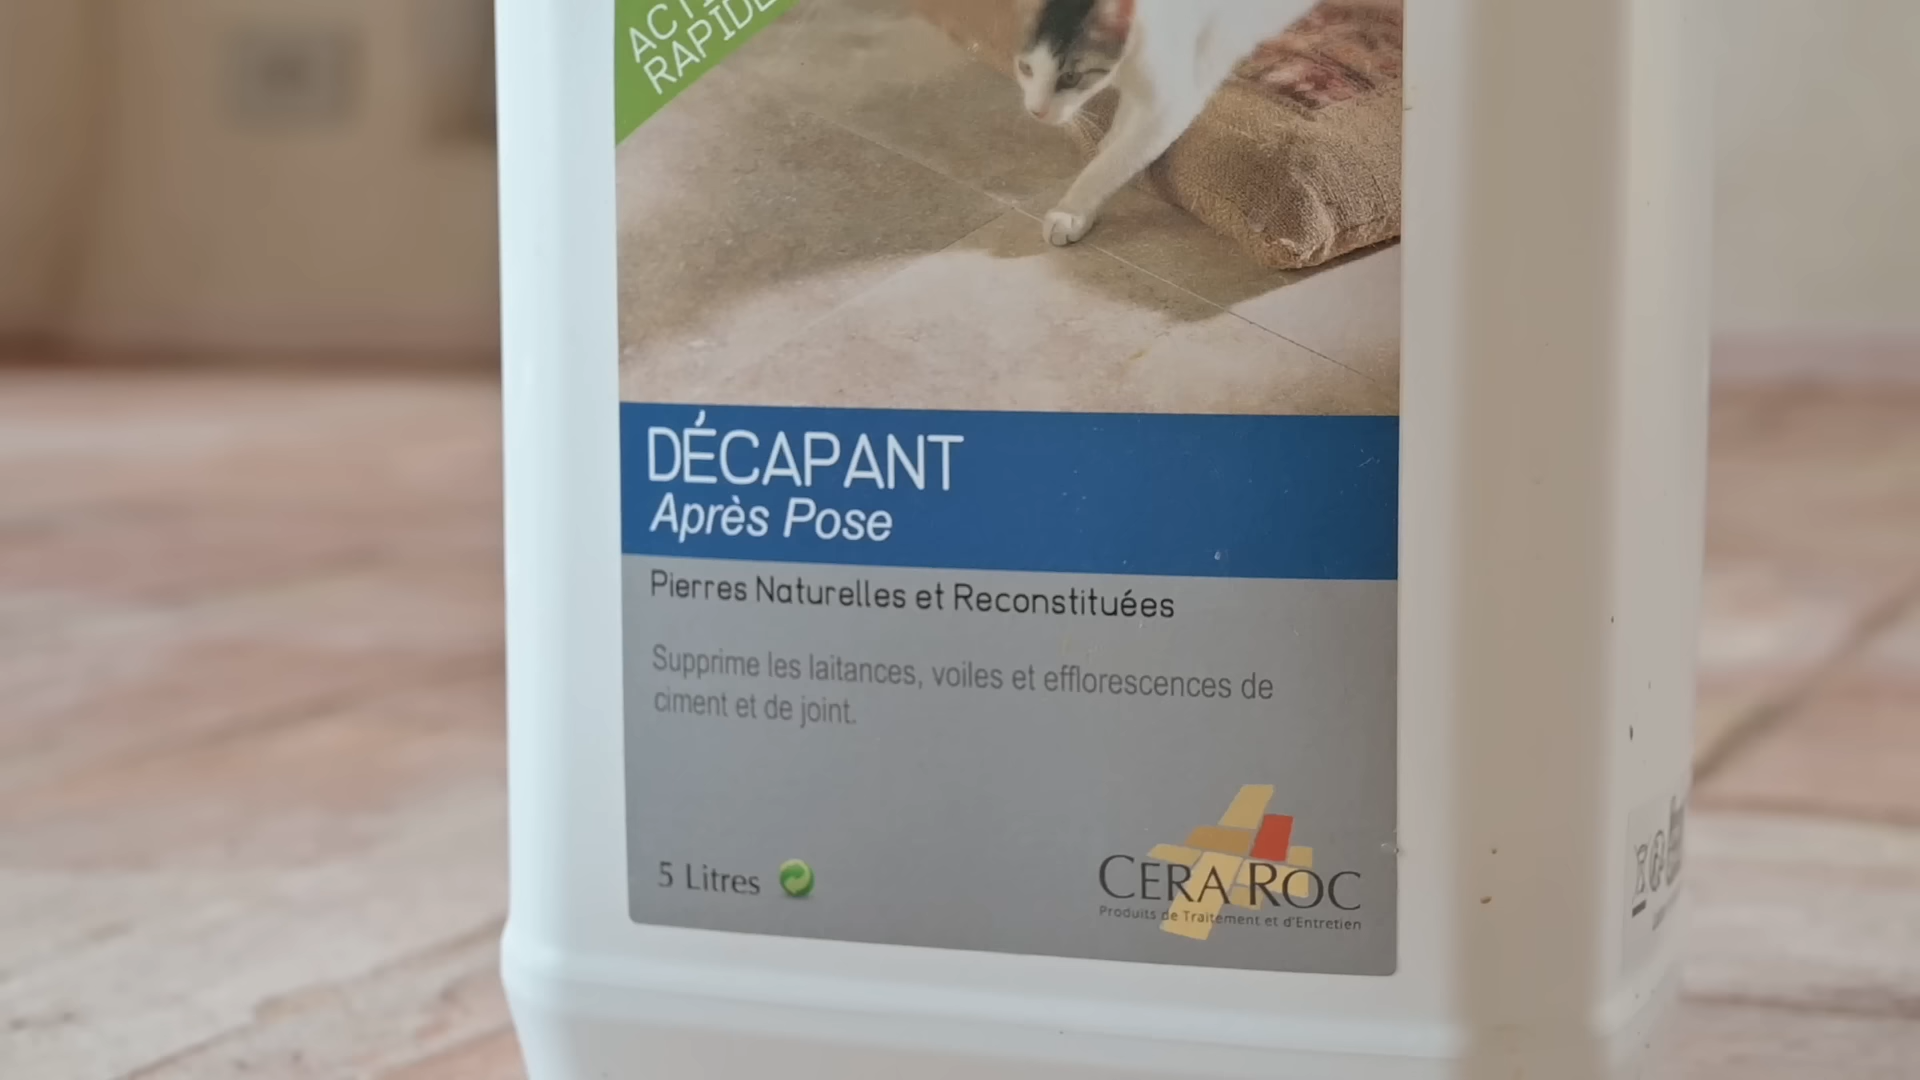 RAPIDE
DÉCAPANT
Après Pose
Pierres Naturelles et Reconstituées
Supprime les laitances, voiles et efflorescences de
ciment et de joint.
5 Litres
CERA ROC
Produits de Traitement et d'Entretien